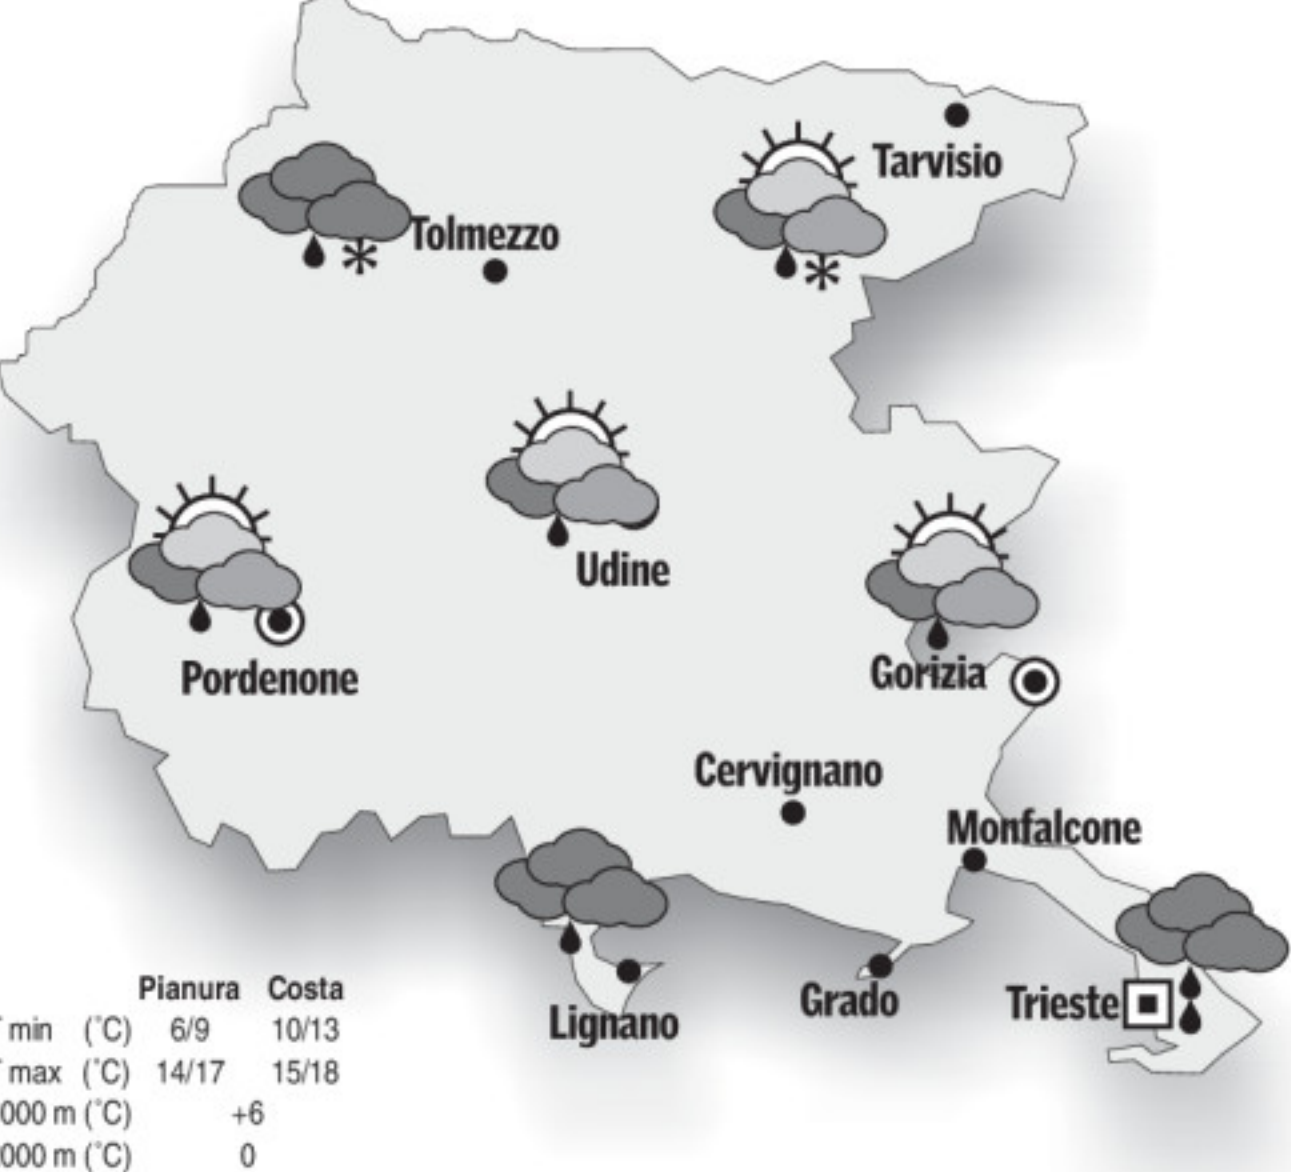 Tarvisio
Tolmezzo
Udine
Pordenone
Gorizia
Cervignano
Monfalcone
Grado
Trieste
Lignano
Pianura Costa
min (°C) 6/9 10/13
max (°C) 14/17 15/18
000 m (°C) +6
000 m (°C) 0